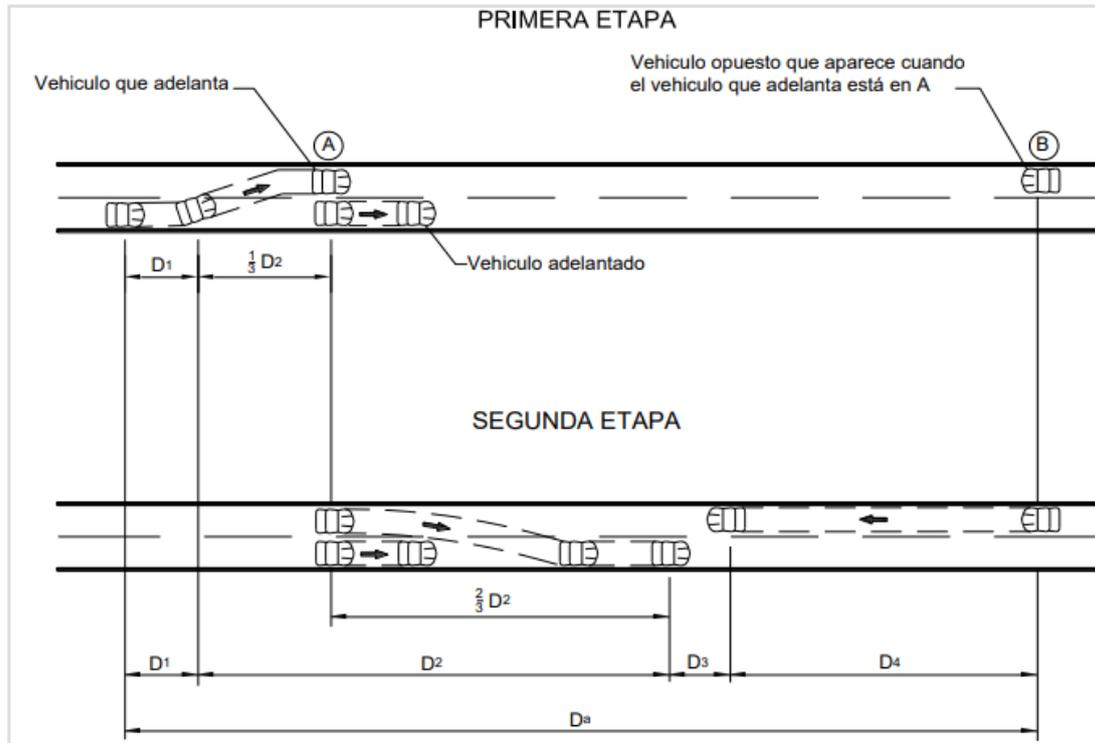 PRIMERA ETAPA
Vehiculo que adelanta
Vehiculo opuesto que aparece cuando
el vehiculo que adelanta está en A
A
B
Vehiculo adelantado
D1
1/3 D2
SEGUNDA ETAPA
2/3 D2
D1
D2
D3
D4
Da